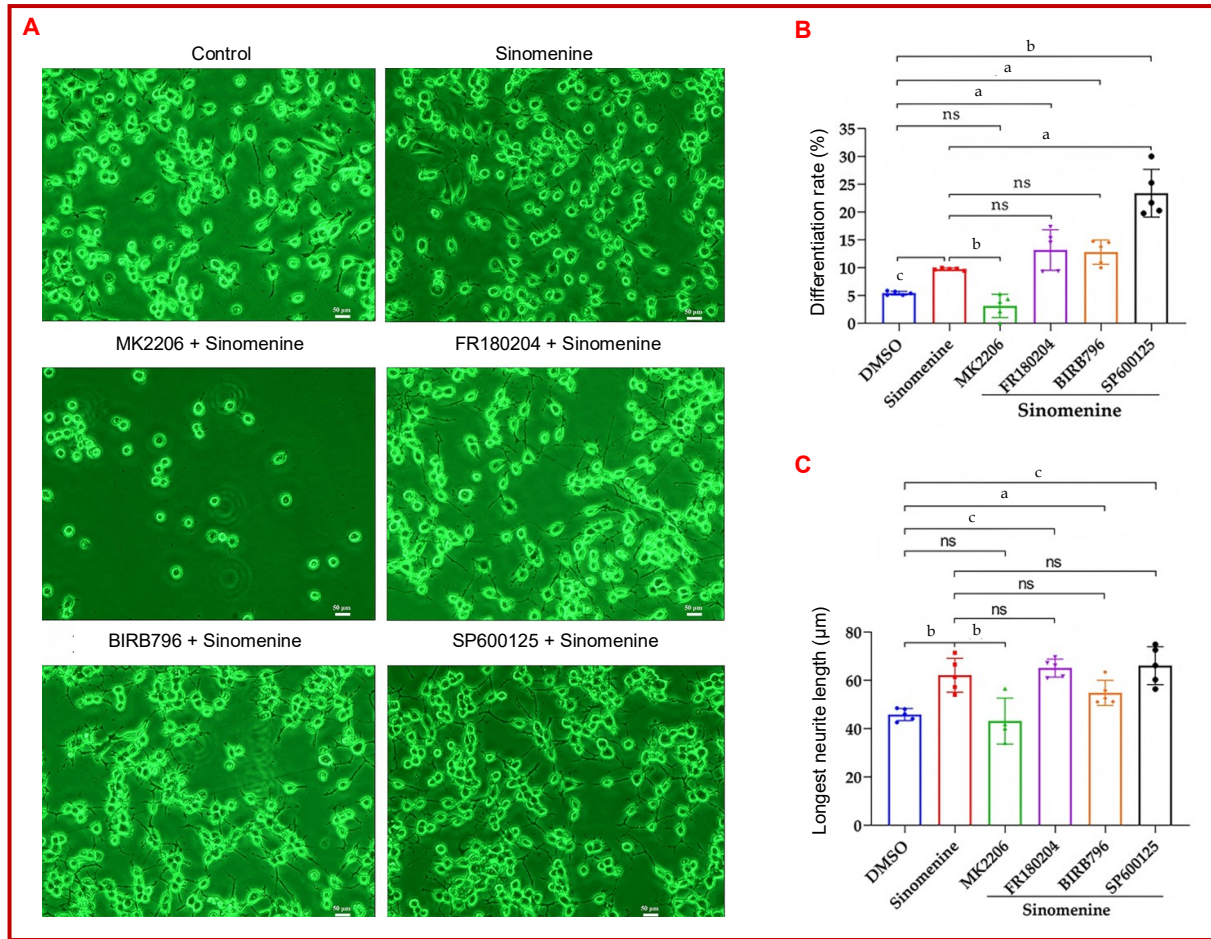 A
Control
Sinomenine
50 µm
50 µm
MK2206 + Sinomenine
FR180204 + Sinomenine
50 µm
50 µm
BIRB796 + Sinomenine
SP600125 + Sinomenine
50 µm
50 µm
B
b
a
a
ns
a
ns
ns
b
c
Differentiation rate (%)
35
30
25
20
15
10
5
0
DMSO
Sinomenine
MK2206
FR180204
BIRB796
SP600125
Sinomenine
C
c
a
c
ns
ns
ns
ns
b
b
Longest neurite length (µm)
80
60
40
20
0
DMSO
Sinomenine
MK2206
FR180204
BIRB796
SP600125
Sinomenine